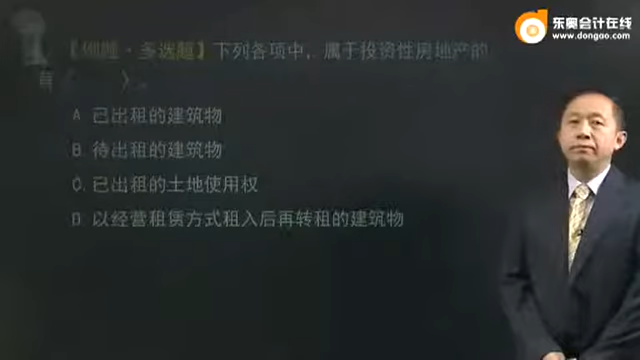 东奥会计在线
www.dongao.com
【例题·多选题】下列各项中，属于投资性房地产的
有（　　）。
A. 已出租的建筑物
B. 待出租的建筑物
C. 已出租的土地使用权
D. 以经营租赁方式租入后再转租的建筑物